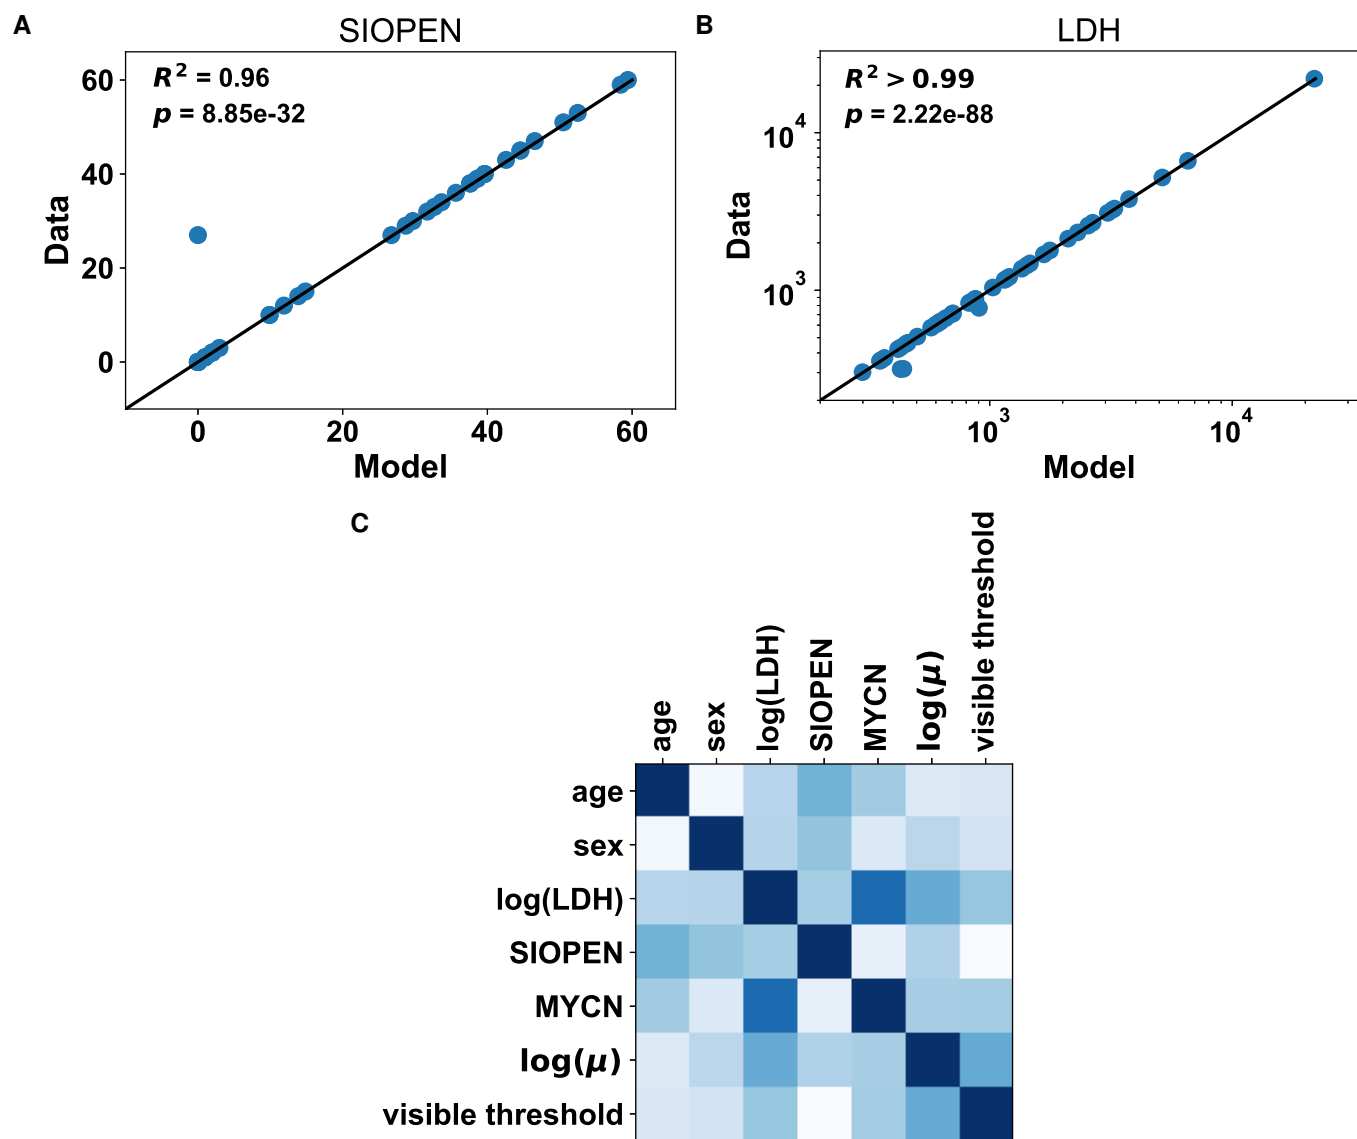 A
SIOPEN
R² = 0.96
p = 8.85e-32
60
40
20
0
Data
0 20 40 60
Model
B
LDH
R² > 0.99
p = 2.22e-88
10⁴
10³
Data
10³ 10⁴
Model
C
age
sex
log(LDH)
SIOPEN
MYCN
log(μ)
visible threshold
age
sex
log(LDH)
SIOPEN
MYCN
log(μ)
visible threshold